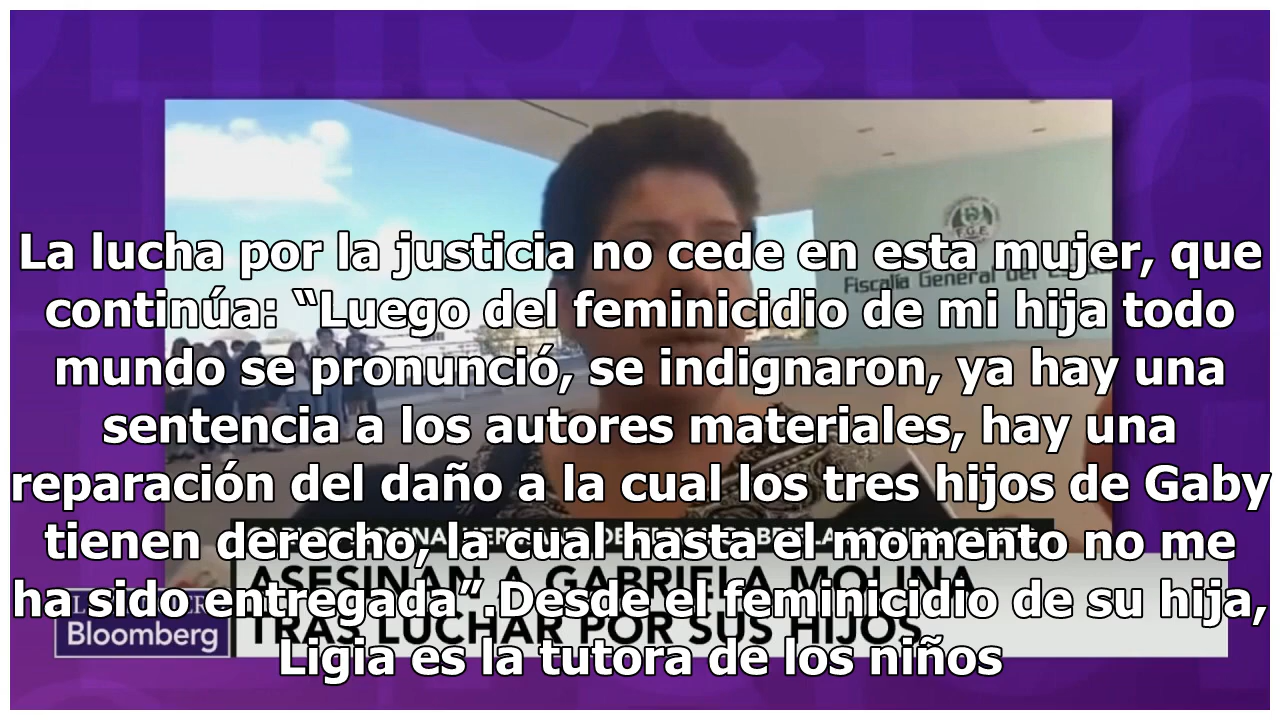 F.G.E.
La lucha por la justicia no cede en esta mujer, que
Fiscalía General Del
continúa: “Luego del feminicidio de mi hija todo
mundo se pronunció, se indignaron, ya hay una
sentencia a los autores materiales, hay una
reparación del daño a la cual los tres hijos de Gaby
tienen derecho, la cual hasta el momento no me
ha sido entregada”.Desde el feminicidio de su hija,
Ligia es la tutora de los niños
ASESINAN A GABRIELA MOLINA
TRAS LUCHAR POR SUS HIJOS
Bloomberg